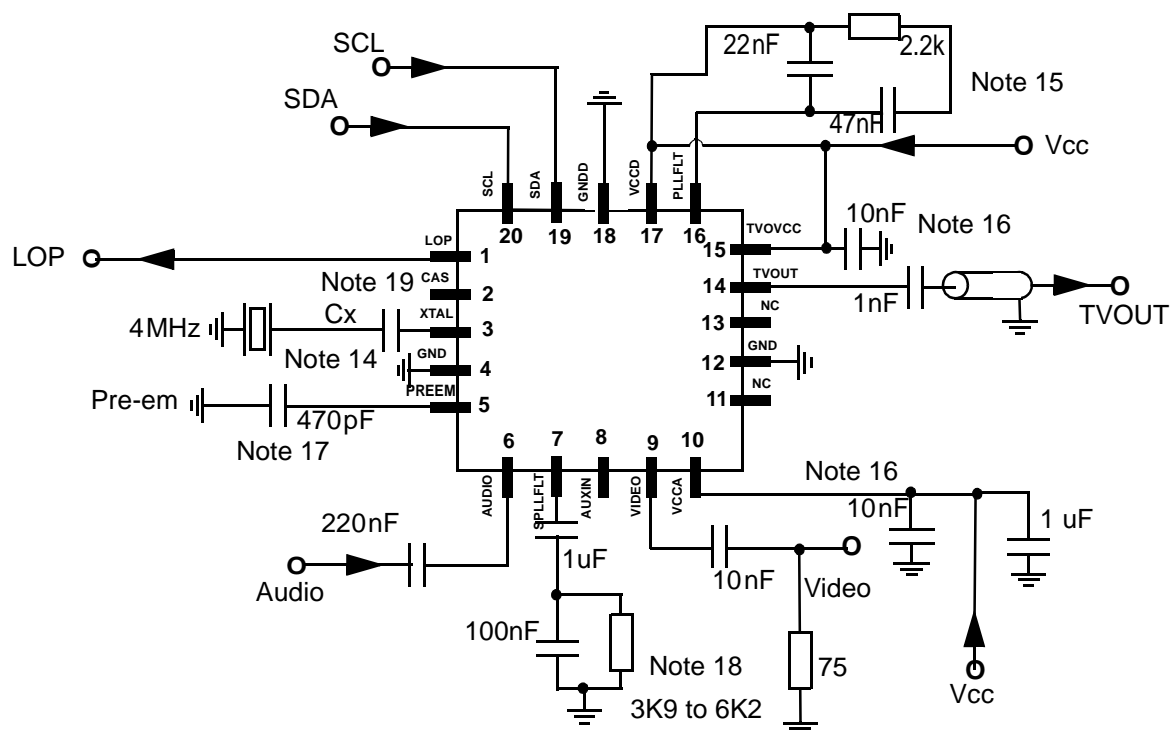 SCL
22nF
2.2k
Note 15
SDA
47nF
Vcc
SCL
SDA
GNDD
VCCD
PLLFLT
20
19
18
17
16
10nF
Note 16
LOP
LOP
1
15
TVOVCC
Note 19
CAS
2
14
TVOUT
1nF
TVOUT
4MHz
Cx
XTAL
3
13
NC
Note 14
GND
4
12
GND
Pre-em
PREEM
5
11
NC
470pF
Note 17
6
7
8
9
10
AUDIO
SPLLFLT
AUXIN
VIDEO
VCCA
Note 16
10nF
1 uF
220nF
Audio
1uF
10nF
Video
100nF
Note 18
75
3K9 to 6K2
Vcc